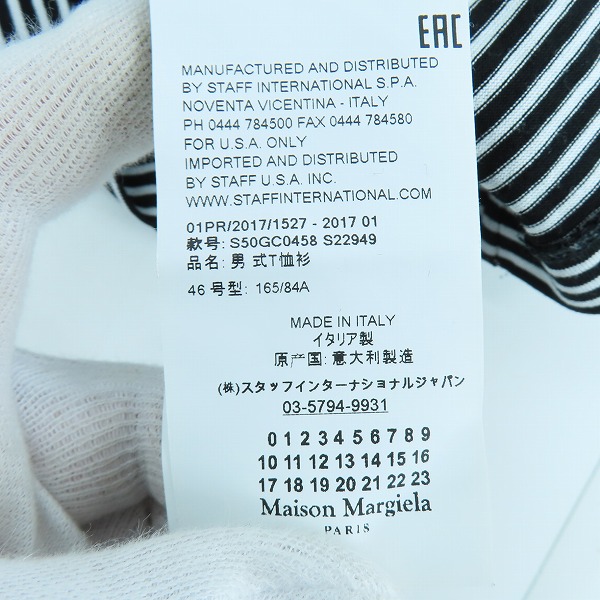 EAC
MANUFACTURED AND DISTRIBUTED
BY STAFF INTERNATIONAL S.P.A.
NOVENTA VICENTINA - ITALY
PH 0444 784500 FAX 0444 784580
FOR U.S.A. ONLY
IMPORTED AND DISTRIBUTED
BY STAFF U.S.A. INC.
WWW.STAFFINTERNATIONAL.COM
01PR/2017/1527 - 2017 01
款号: S50GC0458 S22949
品名: 男 式T恤衫
46 号型: 165/84A
MADE IN ITALY
イタリア製
原产国: 意大利製造
(株)スタッフインターナショナルジャパン
03-5794-9931
0 1 2 3 4 5 6 7 8 9
10 11 12 13 14 15 16
17 18 19 20 21 22 23
Maison Margiela
PARIS